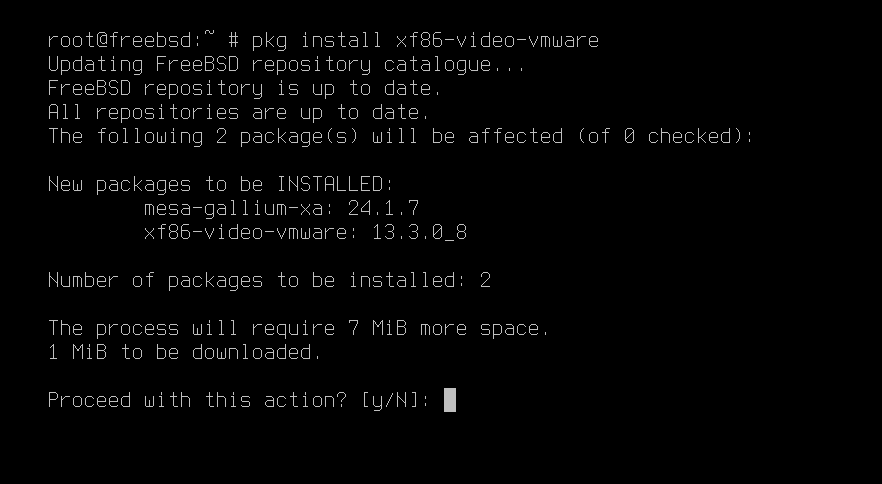 root@freebsd:~ # pkg install xf86-video-vmware
Updating FreeBSD repository catalogue...
FreeBSD repository is up to date.
All repositories are up to date.
The following 2 package(s) will be affected (of 0 checked):

New packages to be INSTALLED:
        mesa-gallium-xa: 24.1.7
        xf86-video-vmware: 13.3.0_8

Number of packages to be installed: 2

The process will require 7 MiB more space.
1 MiB to be downloaded.

Proceed with this action? [y/N]: